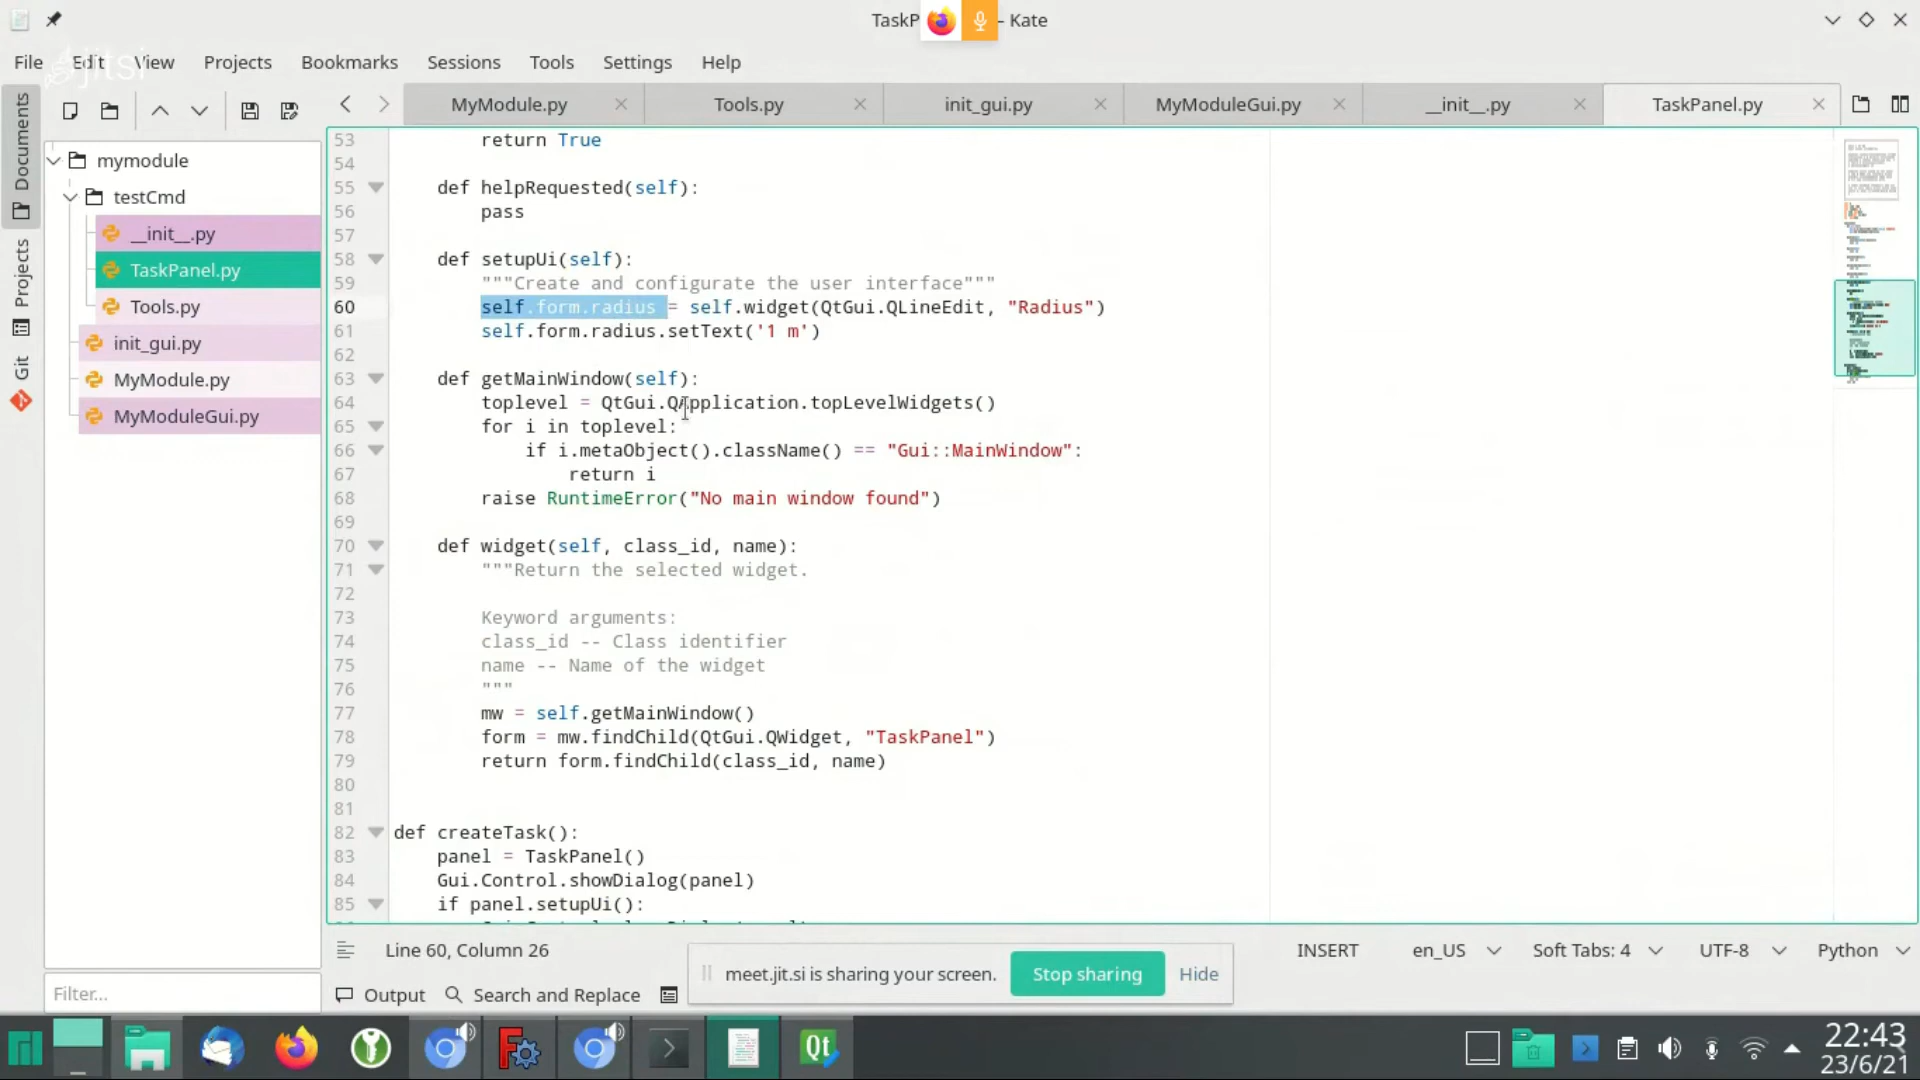 TaskP – Kate
File Edit View Projects Bookmarks Sessions Tools Settings Help
jitsi
MyModule.py Tools.py init_gui.py MyModuleGui.py __init__.py TaskPanel.py
Documents
Projects
Git
mymodule
testCmd
__init__.py
TaskPanel.py
Tools.py
init_gui.py
MyModule.py
MyModuleGui.py
Filter...
53         return True
54
55     def helpRequested(self):
56         pass
57
58     def setupUi(self):
59         """Create and configurate the user interface"""
60         self.form.radius = self.widget(QtGui.QLineEdit, "Radius")
61         self.form.radius.setText('1 m')
62
63     def getMainWindow(self):
64         toplevel = QtGui.QApplication.topLevelWidgets()
65         for i in toplevel:
66             if i.metaObject().className() == "Gui::MainWindow":
67                 return i
68         raise RuntimeError("No main window found")
69
70     def widget(self, class_id, name):
71         """Return the selected widget.
72
73         Keyword arguments:
74         class_id -- Class identifier
75         name -- Name of the widget
76         """
77         mw = self.getMainWindow()
78         form = mw.findChild(QtGui.QWidget, "TaskPanel")
79         return form.findChild(class_id, name)
80
81
82 def createTask():
83     panel = TaskPanel()
84     Gui.Control.showDialog(panel)
85     if panel.setupUi():
Line 60, Column 26 INSERT en_US Soft Tabs: 4 UTF-8 Python
meet.jit.si is sharing your screen. Stop sharing Hide
Output Search and Replace
Qt
22:43
23/6/21